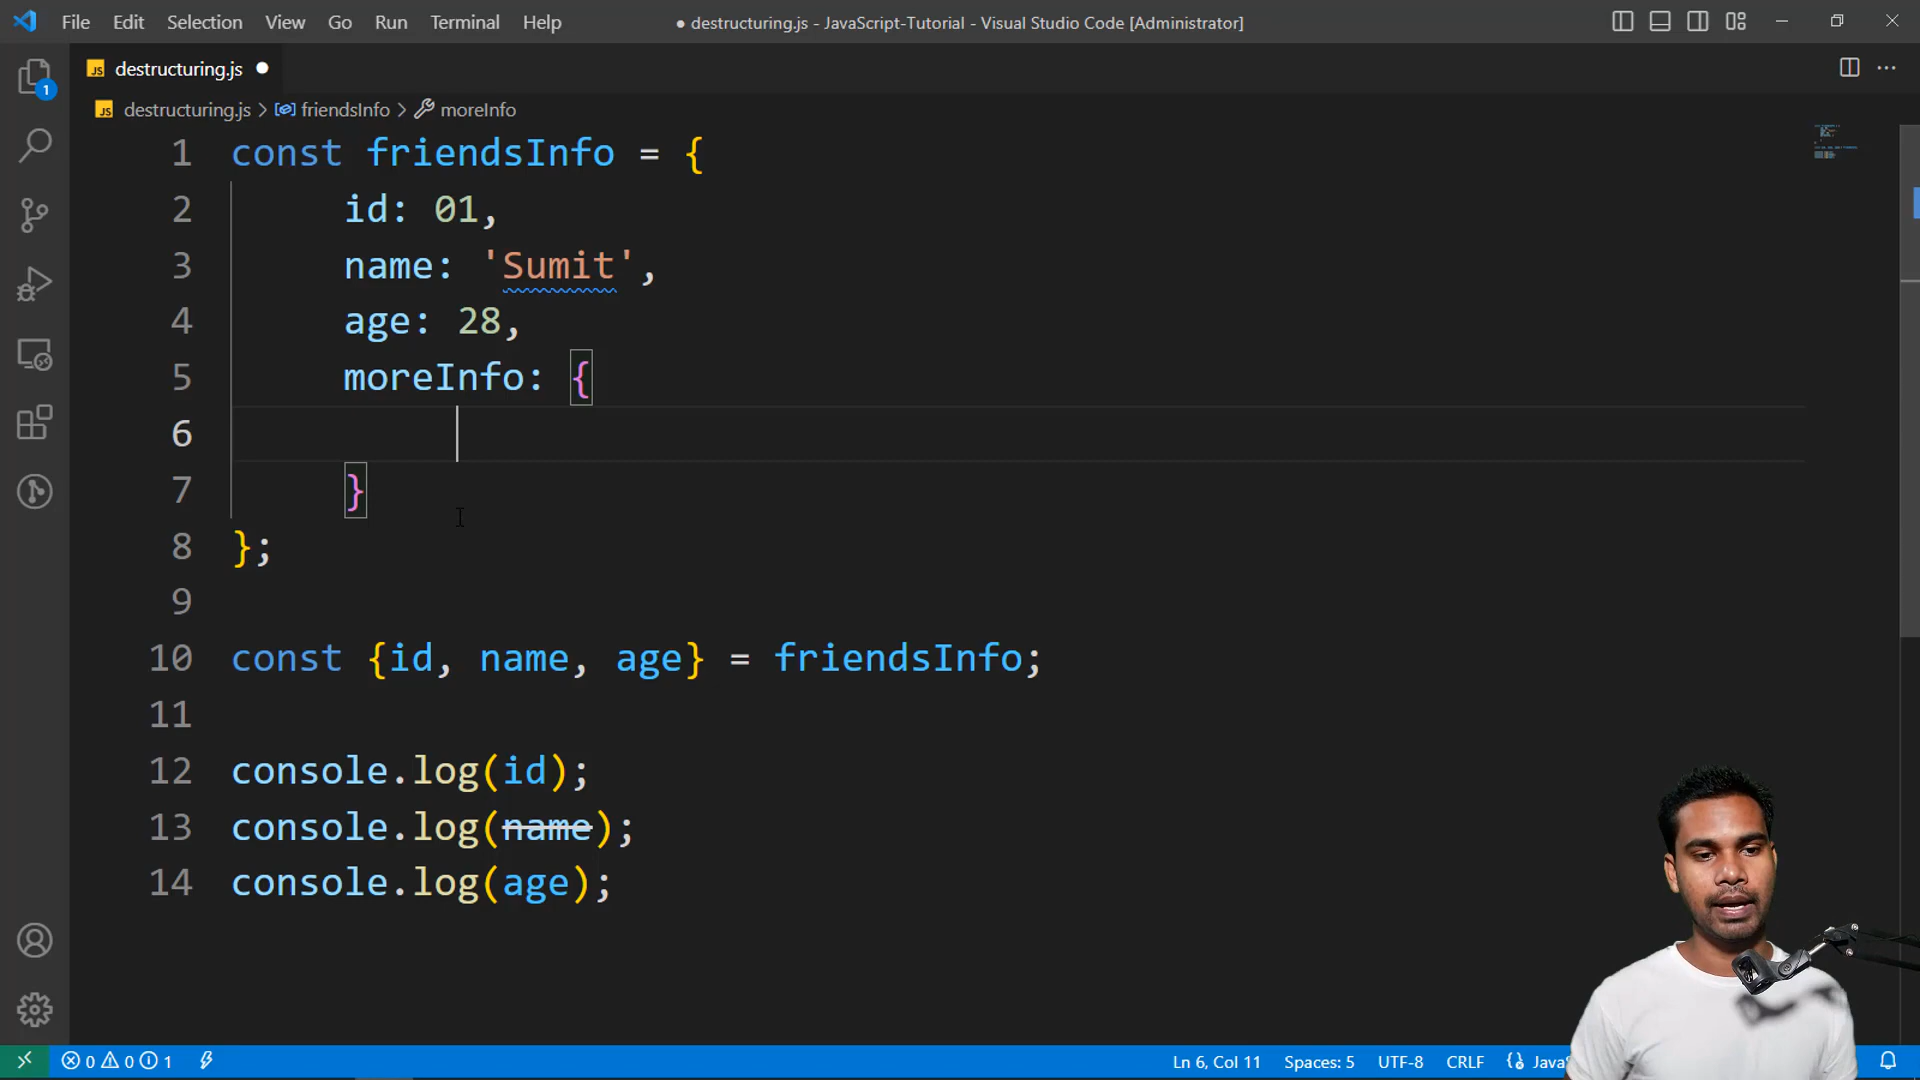 File Edit Selection View Go Run Terminal Help
● destructuring.js - JavaScript-Tutorial - Visual Studio Code [Administrator]
JS destructuring.js ●
JS destructuring.js > friendsInfo > moreInfo
1
1 const friendsInfo = {
2 id: 01,
3 name: 'Sumit',
4 age: 28,
5 moreInfo: {
6
7 }
8 };
9
10 const {id, name, age} = friendsInfo;
11
12 console.log(id);
13 console.log(name);
14 console.log(age);
0 0 1 Ln 6, Col 11 Spaces: 5 UTF-8 CRLF